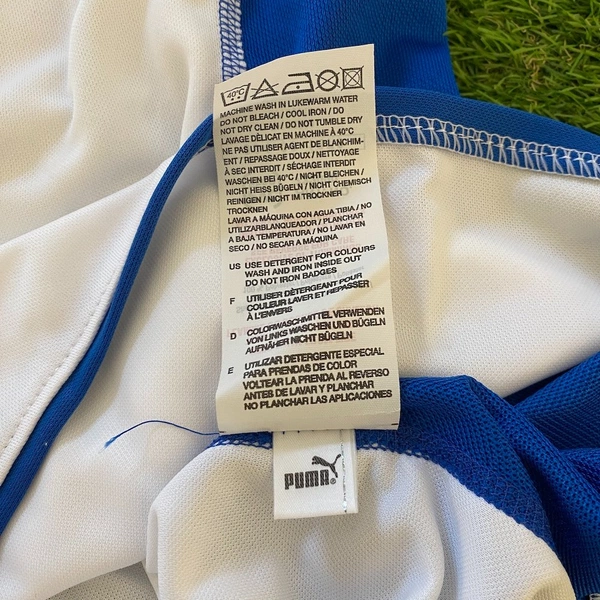 40°C
MACHINE WASH IN LUKEWARM WATER
DO NOT BLEACH / COOL IRON / DO
NOT DRY CLEAN / DO NOT TUMBLE DRY
LAVAGE DÉLICAT EN MACHINE À 40°C
NE PAS UTILISER AGENT DE BLANCHIM-
ENT / REPASSAGE DOUX / NETTOYAGE
À SEC INTERDIT / SÉCHAGE INTERDIT
WASCHEN BEI 40°C / NICHT BLEICHEN /
NICHT HEISS BÜGELN / NICHT CHEMISCH
REINIGEN / NICHT IM TROCKNER
TROCKNEN
LAVAR A MÁQUINA CON AGUA TIBIA / NO
UTILIZARBLANQUEADOR / PLANCHAR
A BAJA TEMPERATURA / NO LAVAR EN
SECO / NO SECAR A MÁQUINA
US USE DETERGENT FOR COLOURS
WASH AND IRON INSIDE OUT
DO NOT IRON BADGES
F UTILISER DÉTERGEANT POUR
COULEUR LAVER ET REPASSER
À L'ENVERS
D COLORWASCHMITTEL VERWENDEN
VON LINKS WASCHEN UND BÜGELN
AUFNÄHER NICHT BÜGELN
E UTILIZAR DETERGENTE ESPECIAL
PARA PRENDAS DE COLOR
VOLTEAR LA PRENDA AL REVERSO
ANTES DE LAVAR Y PLANCHAR
NO PLANCHAR LAS APLICACIONES
PUMA®